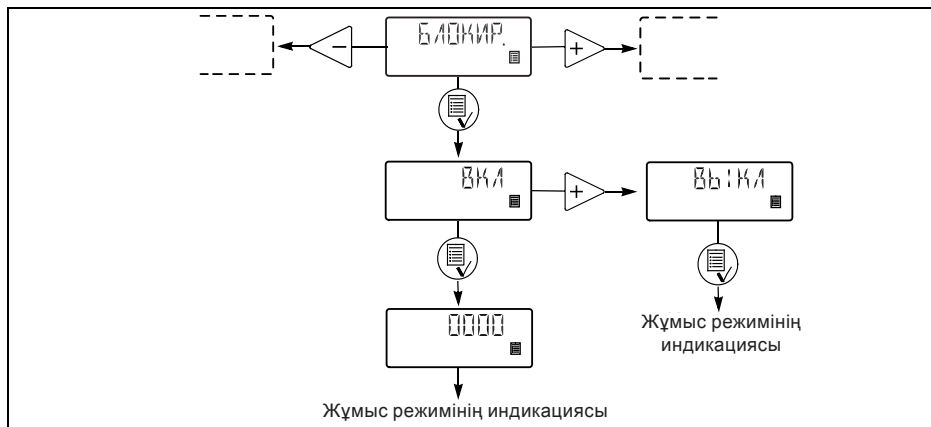 БЛОКИР.
−
+
ВКЛ
+
ВЫКЛ
0000
Жұмыс режимінің
индикациясы
Жұмыс режимінің индикациясы